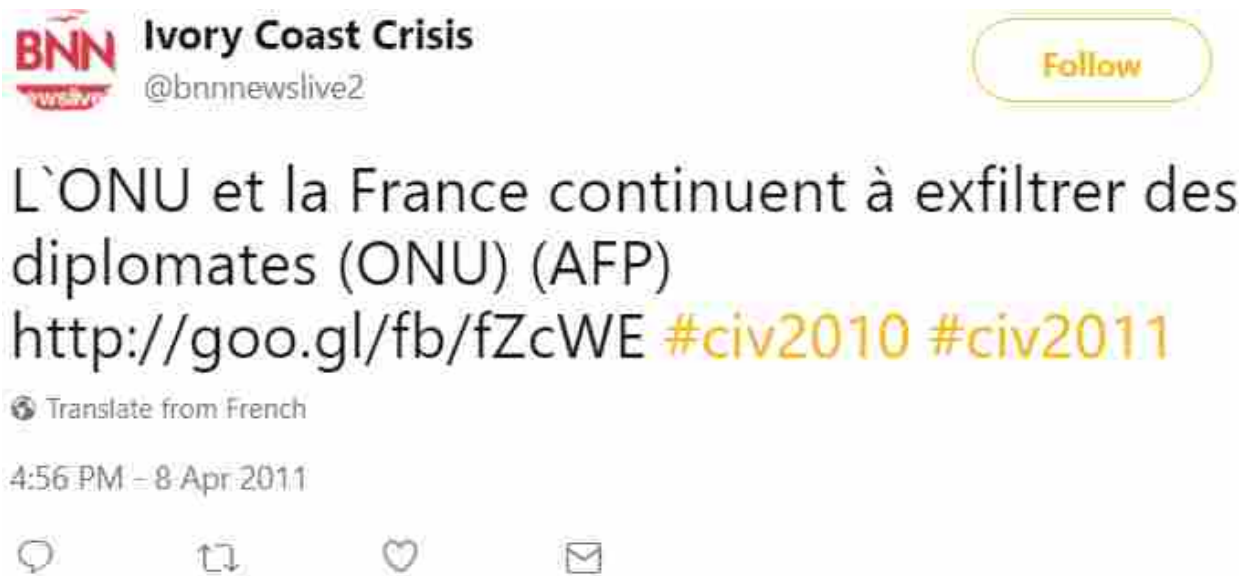 BNN Ivory Coast Crisis
newslive @bnnnewslive2
Follow
L`ONU et la France continuent à exfiltrer des
diplomates (ONU) (AFP)
http://goo.gl/fb/fZcWE #civ2010 #civ2011
Translate from French
4:56 PM - 8 Apr 2011